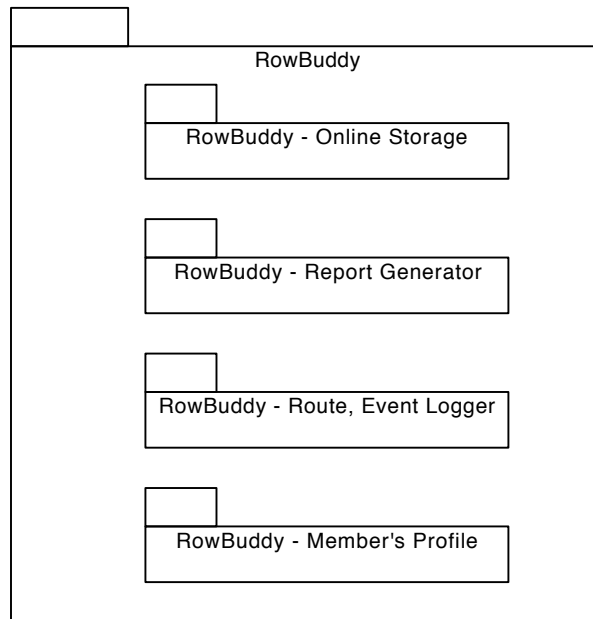 RowBuddy
RowBuddy - Online Storage
RowBuddy - Report Generator
RowBuddy - Route, Event Logger
RowBuddy - Member's Profile